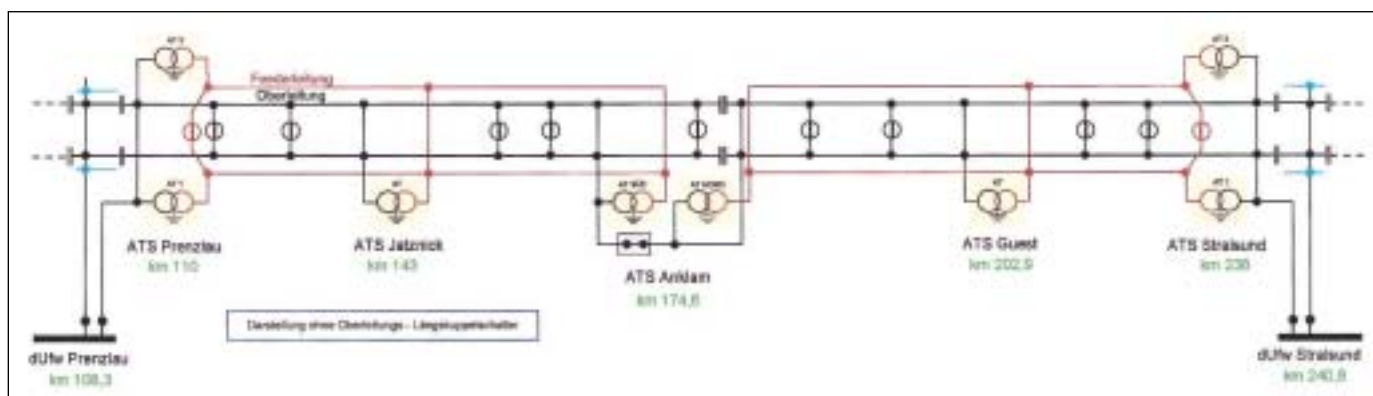 Feederleitung
Oberleitung
ATS Prenzlau
km 110
ATS Jatznick
km 143
ATS Anklam
km 174,6
ATS Guest
km 202,9
ATS Stralsund
km 238
Darstellung ohne Oberleitungs - Längskuppelschalter
dUfw Prenzlau
km 108,3
dUfw Stralsund
km 240,8